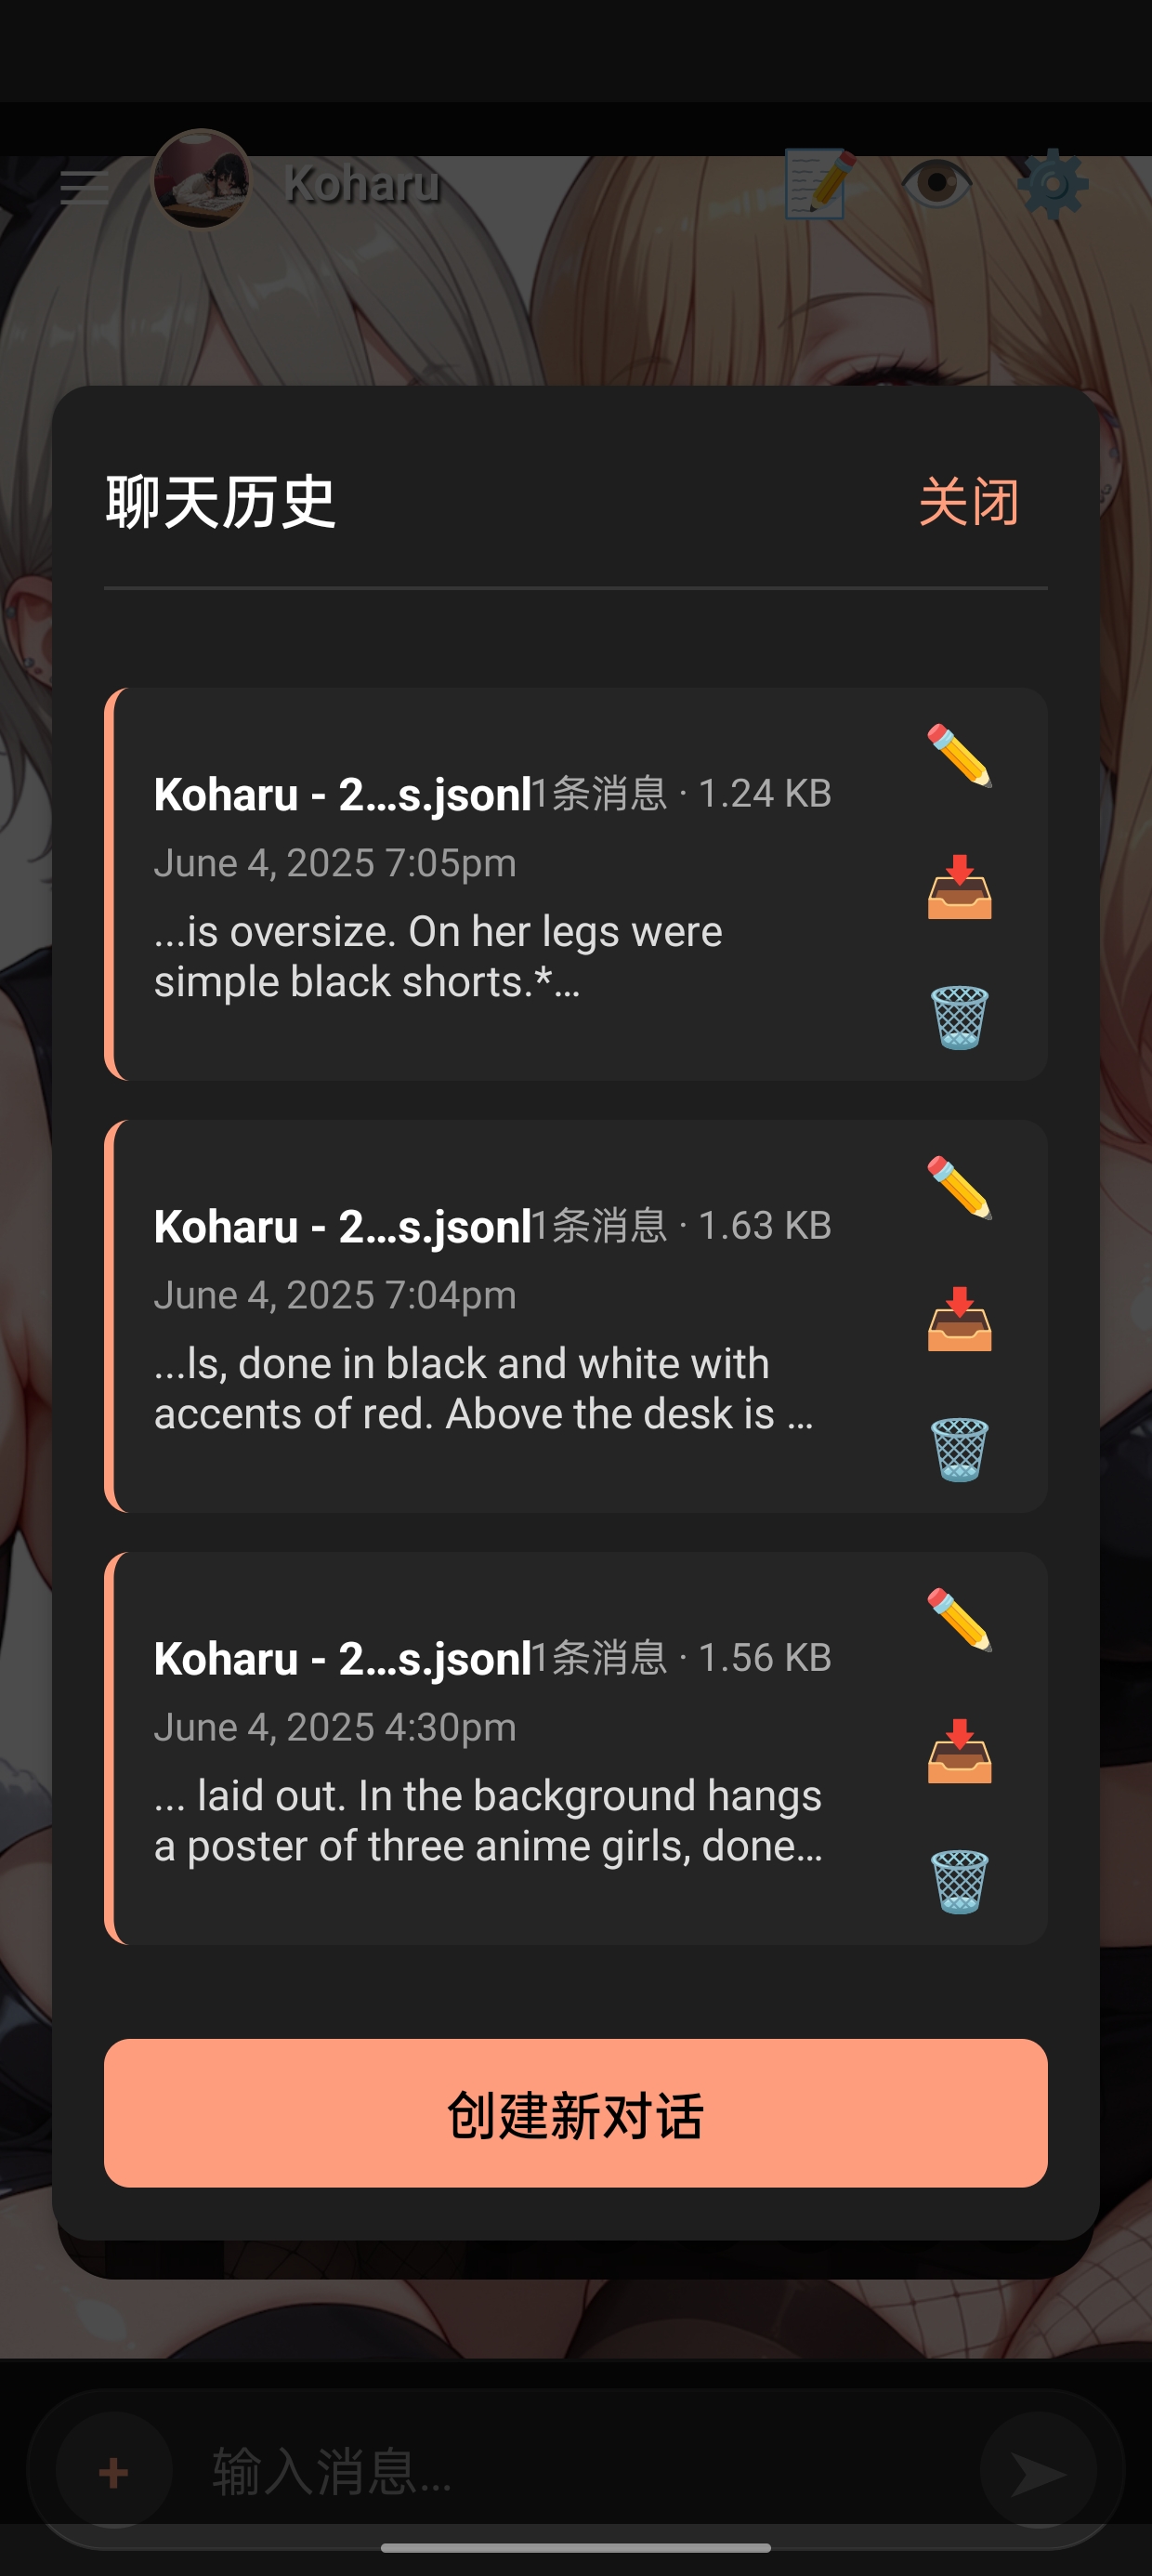 Koharu
聊天历史
关闭
Koharu - 2...s.jsonl1条消息 · 1.24 KB
June 4, 2025 7:05pm
...is oversize. On her legs were
simple black shorts.*...
Koharu - 2...s.jsonl1条消息 · 1.63 KB
June 4, 2025 7:04pm
...ls, done in black and white with
accents of red. Above the desk is ...
Koharu - 2...s.jsonl1条消息 · 1.56 KB
June 4, 2025 4:30pm
... laid out. In the background hangs
a poster of three anime girls, done...
创建新对话
+ 输入消息...